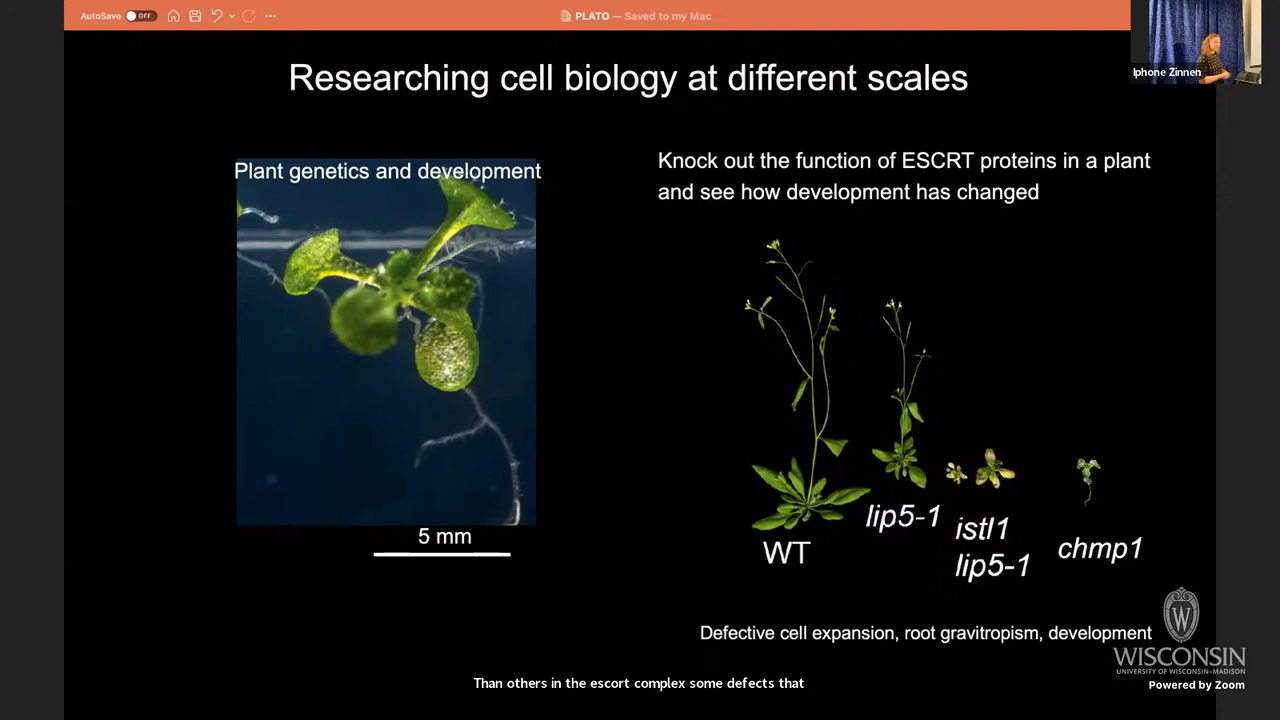 AutoSave OFF
PLATO — Saved to my Mac
Iphone Zinnen
Researching cell biology at different scales
Plant genetics and development
5 mm
Knock out the function of ESCRT proteins in a plant
and see how development has changed
WT
lip5-1
istl1
lip5-1
chmp1
Defective cell expansion, root gravitropism, development
W
WISCONSIN
UNIVERSITY OF WISCONSIN–MADISON
Powered by Zoom
Than others in the escort complex some defects that